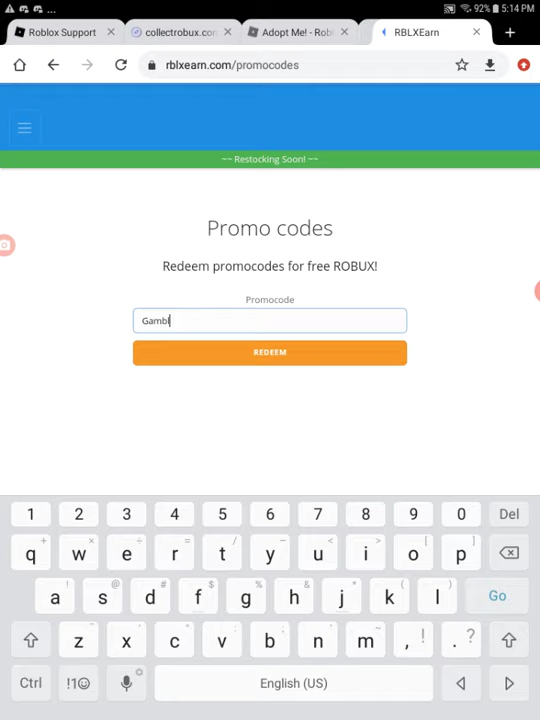 5:14 PM
92%
...
Roblox Support
collectrobux.com
Adopt Me! - Robl
RBLXEarn
rblxearn.com/promocodes
~~ Restocking Soon! ~~
Promo codes
Redeem promocodes for free ROBUX!
Promocode
Gambl
REDEEM
1 2 3 4 5 6 7 8 9 0 Del
+ × ÷ = / _ < > [ ]
q w e r t y u i o p
! @ # $ % ^ & * ( )
a s d f g h j k l Go
- ' " : ; , ?
z x c v b n m , ! . ?
Ctrl !1☺ English (US)